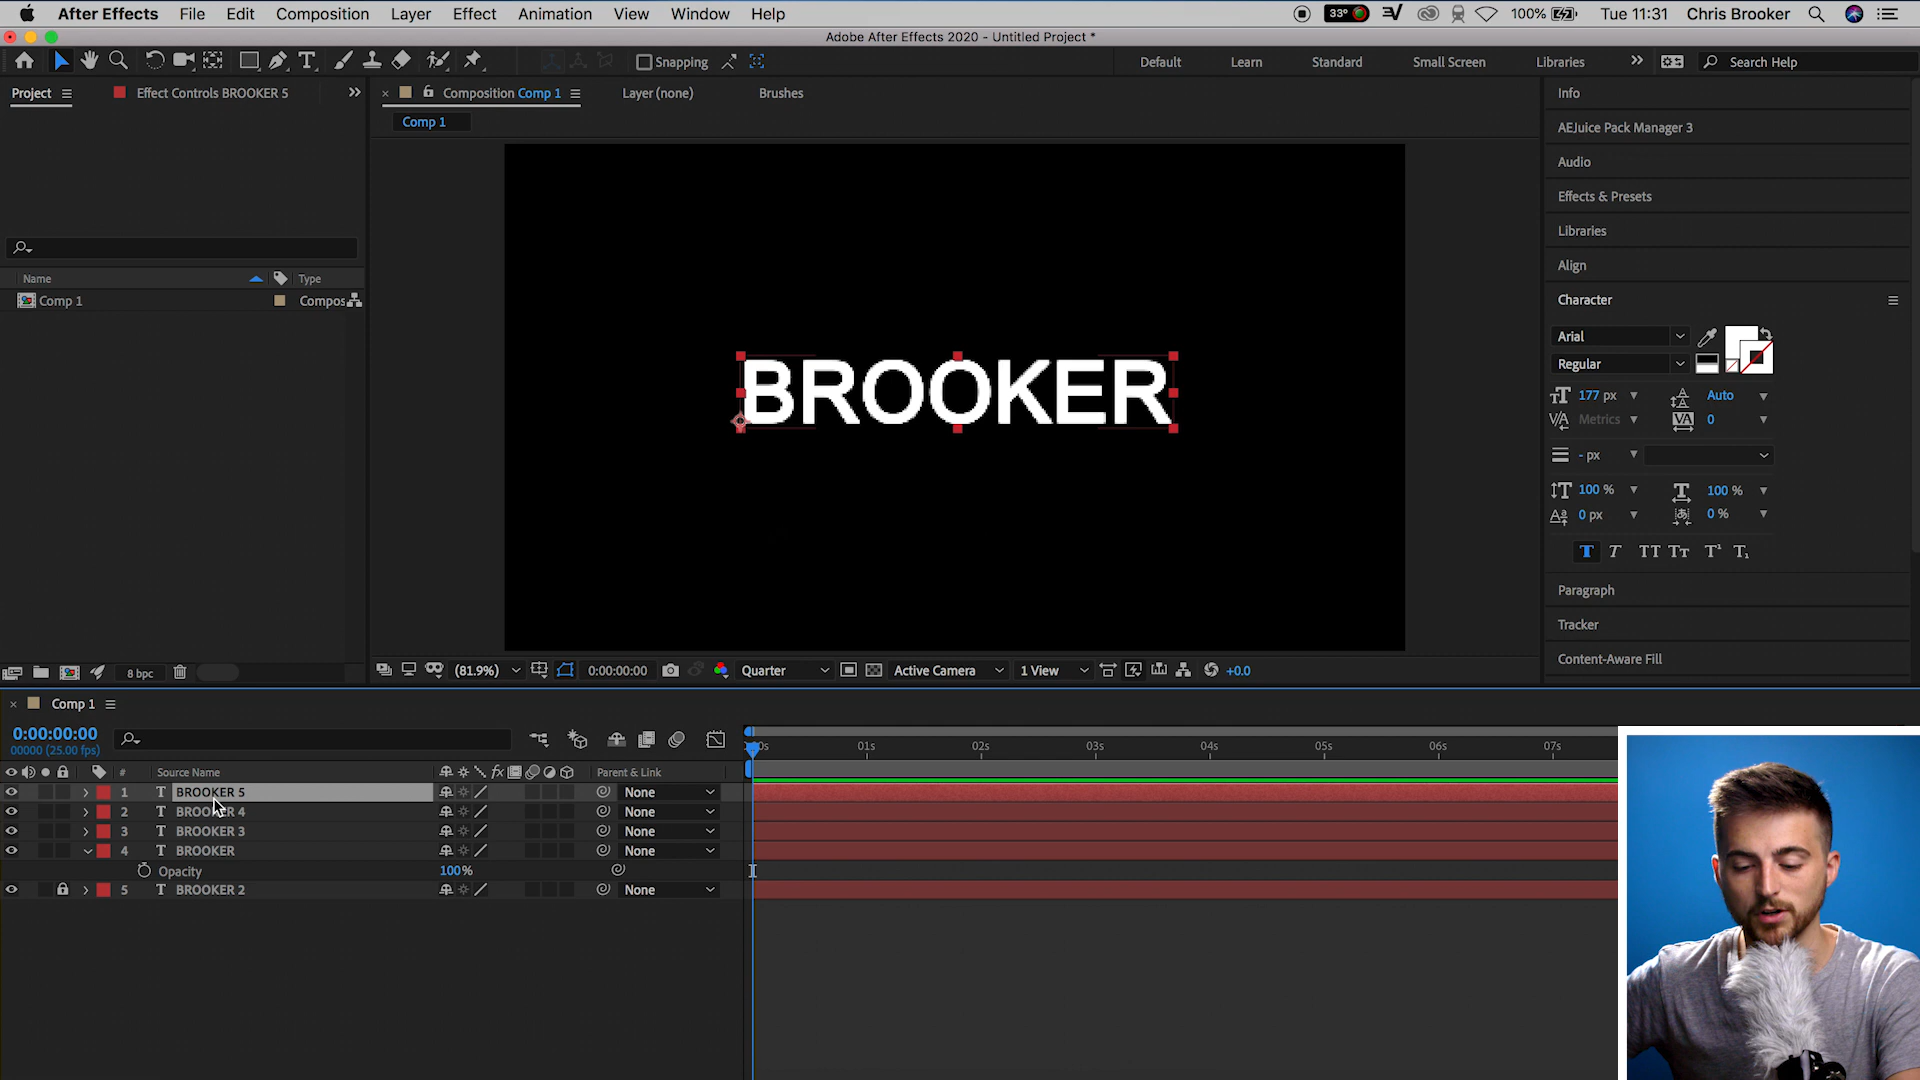 After Effects File Edit Composition Layer Effect Animation View Window Help 33° 100% Tue 11:31 Chris Brooker
Adobe After Effects 2020 - Untitled Project *
Snapping Default Learn Standard Small Screen Libraries Search Help
Project Effect Controls BROOKER 5 Composition Comp 1 Layer (none) Brushes
Comp 1
Name Type
Comp 1 Compos
BROOKER
Info
AEJuice Pack Manager 3
Audio
Effects & Presets
Libraries
Align
Character
Arial
Regular
177 px Auto
Metrics 0
- px
100 % 100 %
0 px 0 %
T T TT Tт T¹ T₁
Paragraph
Tracker
Content-Aware Fill
8 bpc (81.9%) 0:00:00:00 Quarter Active Camera 1 View +0.0
Comp 1
0:00:00:00
00000 (25.00 fps)
01s 02s 03s 04s 05s 06s 07s
# Source Name Parent & Link
1 T BROOKER 5 None
2 T BROOKER 4 None
3 T BROOKER 3 None
4 T BROOKER None
Opacity 100%
5 T BROOKER 2 None